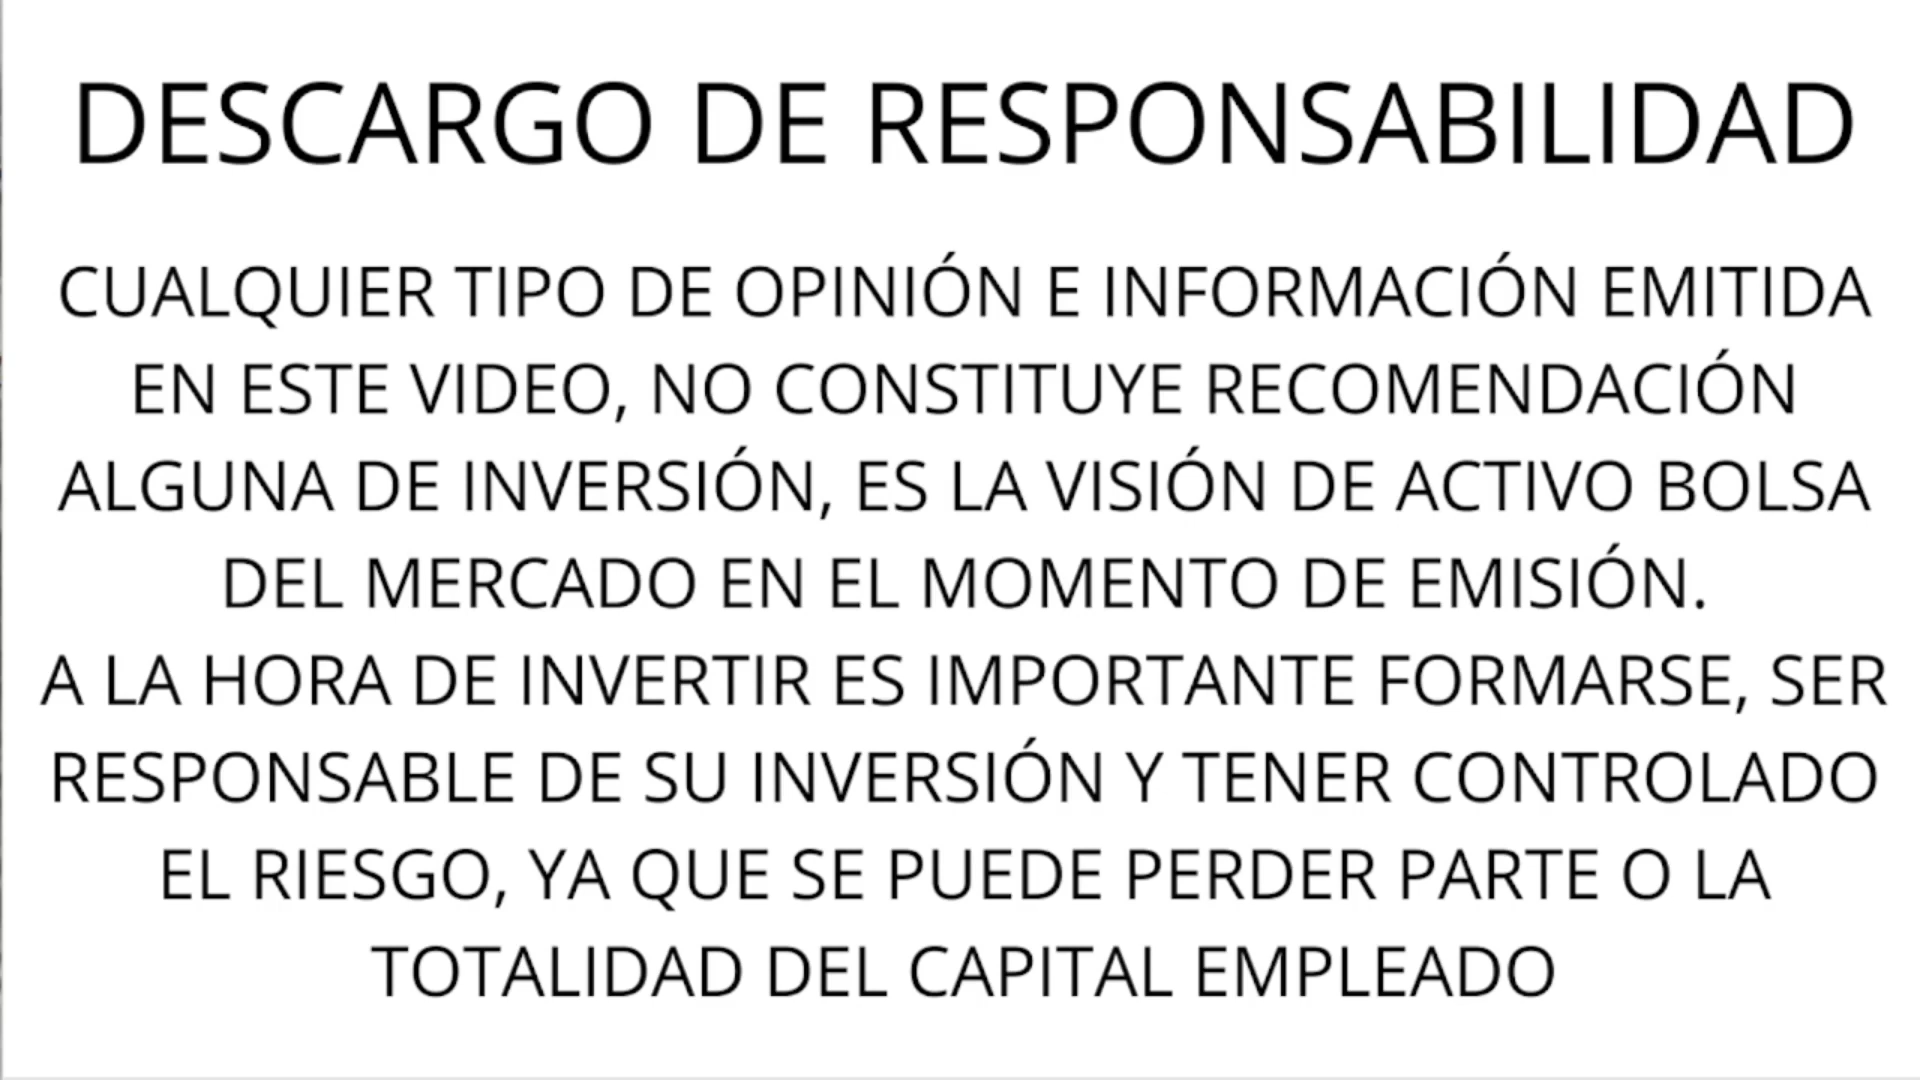 DESCARGO DE RESPONSABILIDAD
CUALQUIER TIPO DE OPINIÓN E INFORMACIÓN EMITIDA
EN ESTE VIDEO, NO CONSTITUYE RECOMENDACIÓN
ALGUNA DE INVERSIÓN, ES LA VISIÓN DE ACTIVO BOLSA
DEL MERCADO EN EL MOMENTO DE EMISIÓN.
A LA HORA DE INVERTIR ES IMPORTANTE FORMARSE, SER
RESPONSABLE DE SU INVERSIÓN Y TENER CONTROLADO
EL RIESGO, YA QUE SE PUEDE PERDER PARTE O LA
TOTALIDAD DEL CAPITAL EMPLEADO